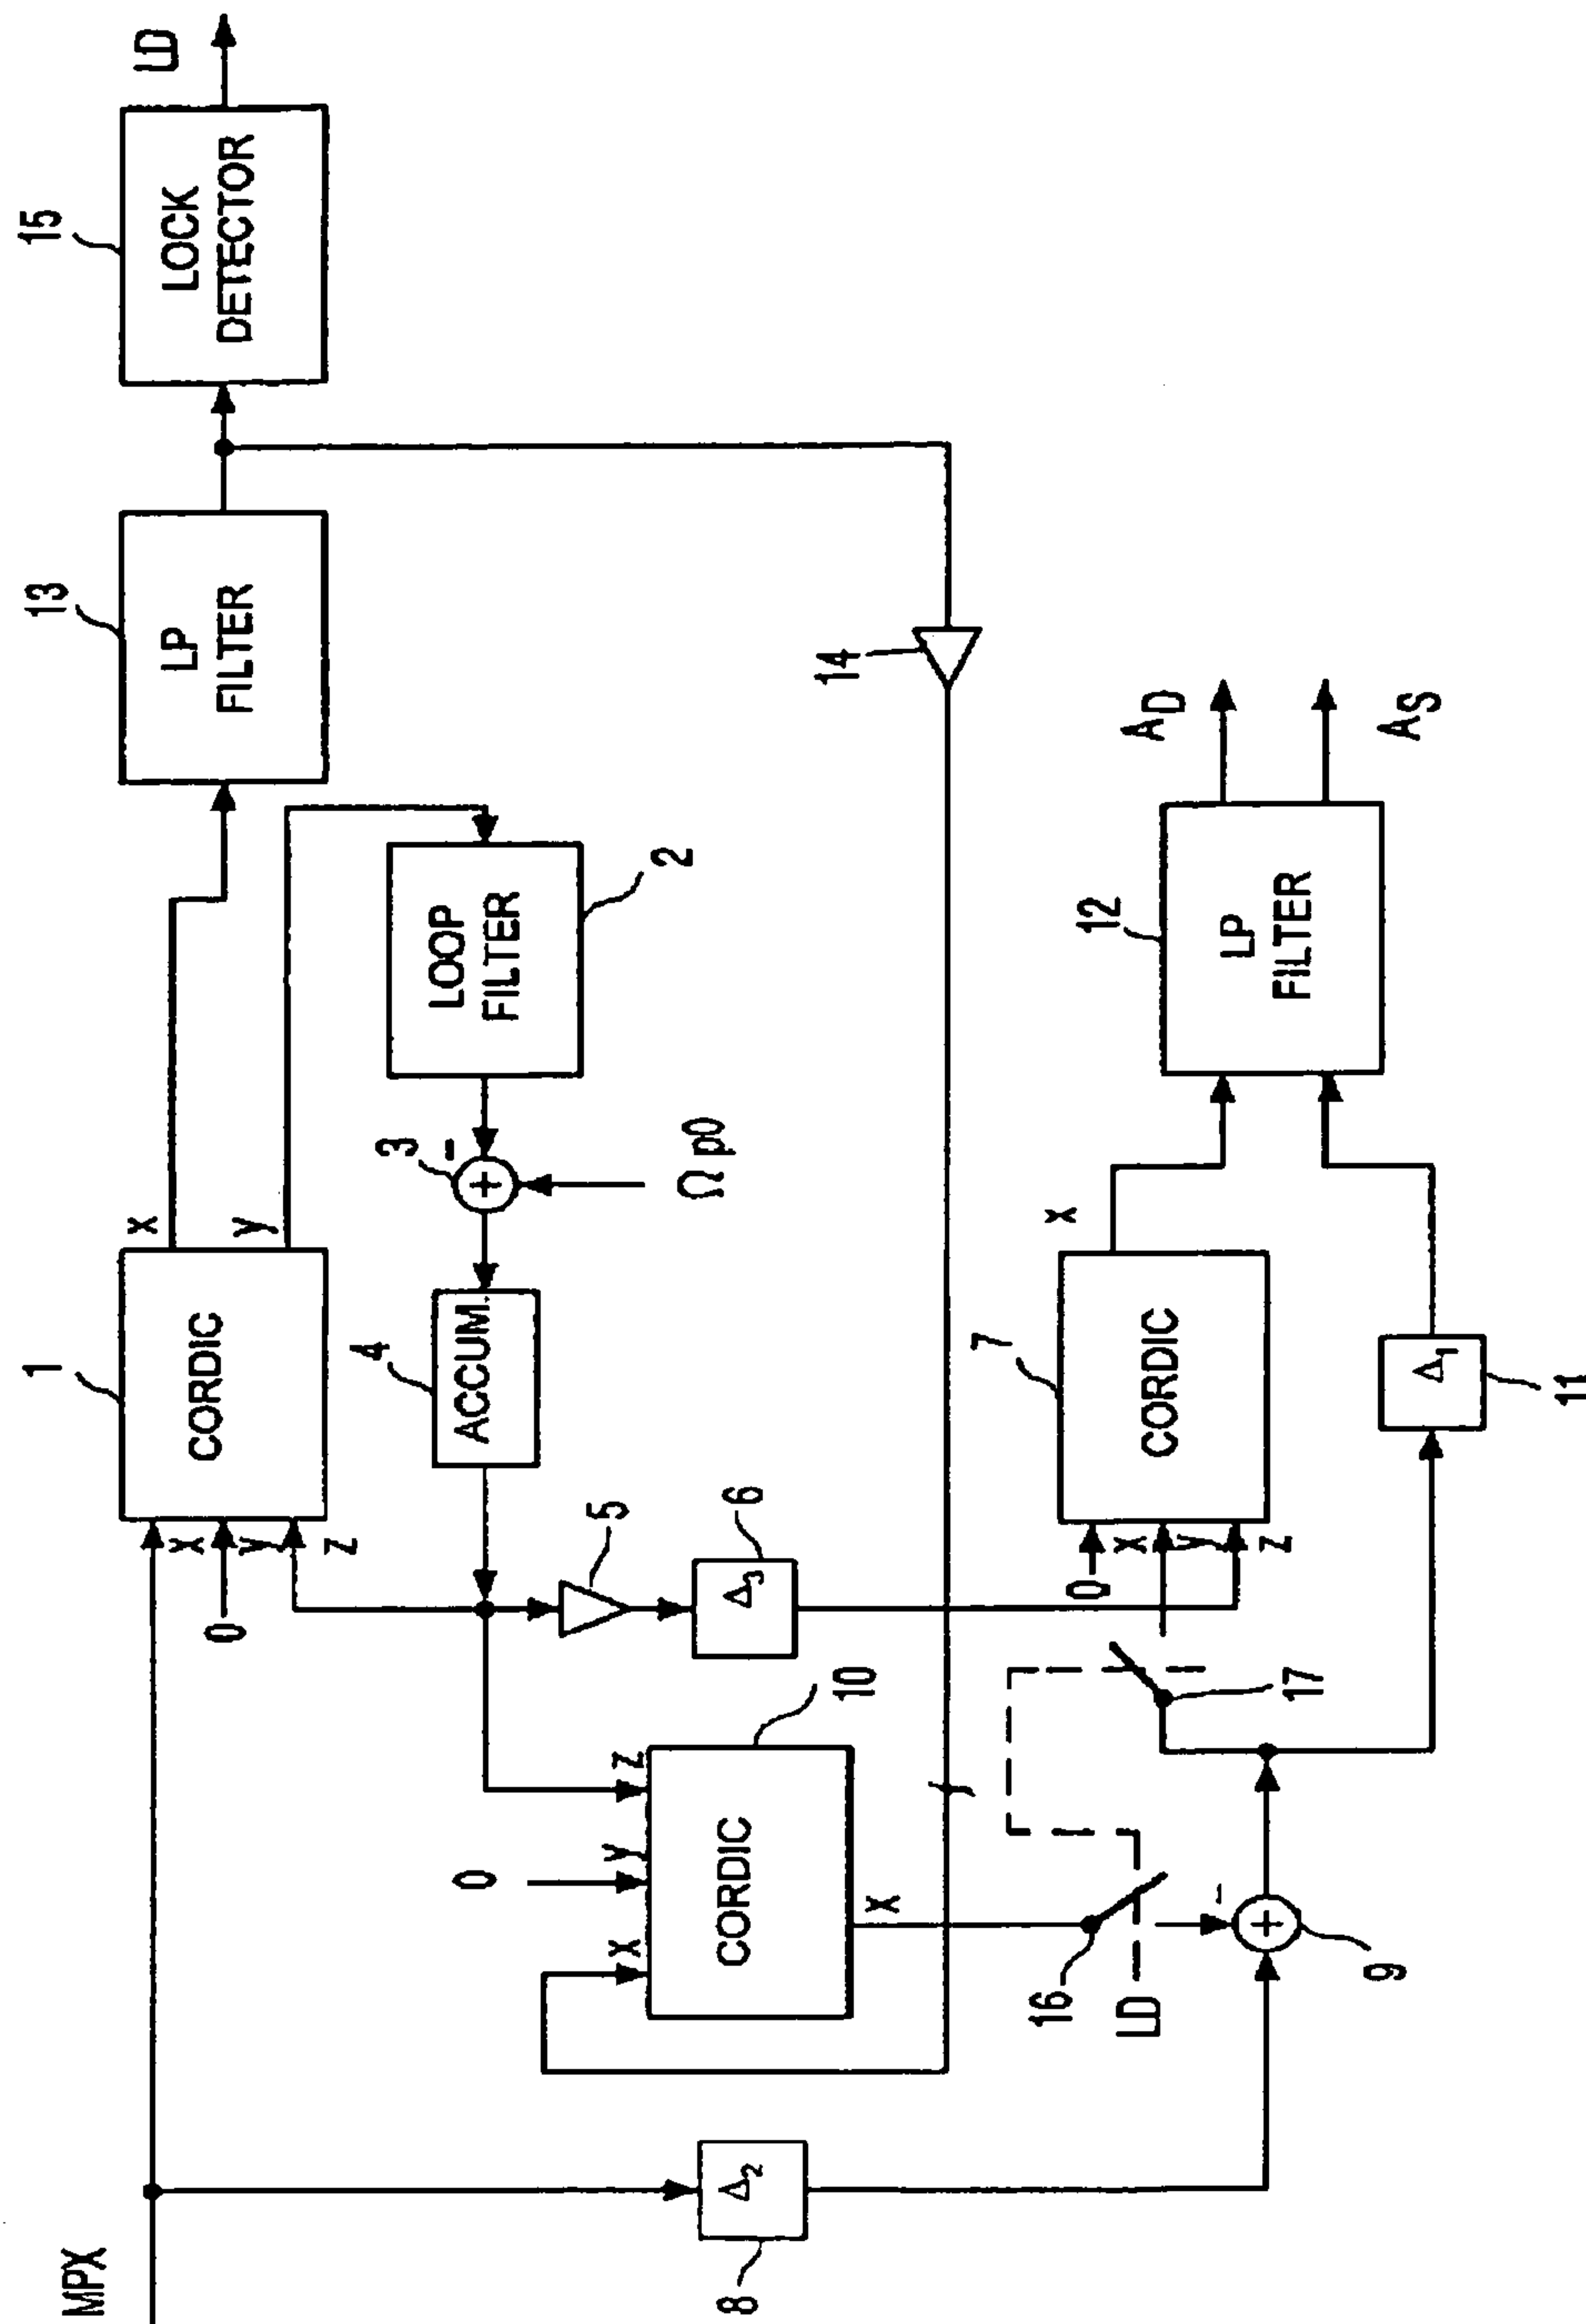 MPX
1
CORDIC
x
y
z
0
x
y
13
LP
FILTER
15
LOCK
DETECTOR
LD
2
LOOP
FILTER
3
-
+
Ω p0
4
ACCUM.
5
6
Δ3
14
10
CORDIC
x
y
z
0
x
8
Δ2
16
LD
17
9
-
+
7
CORDIC
0
x
y
z
x
11
Δ1
12
LP
FILTER
AD
AS